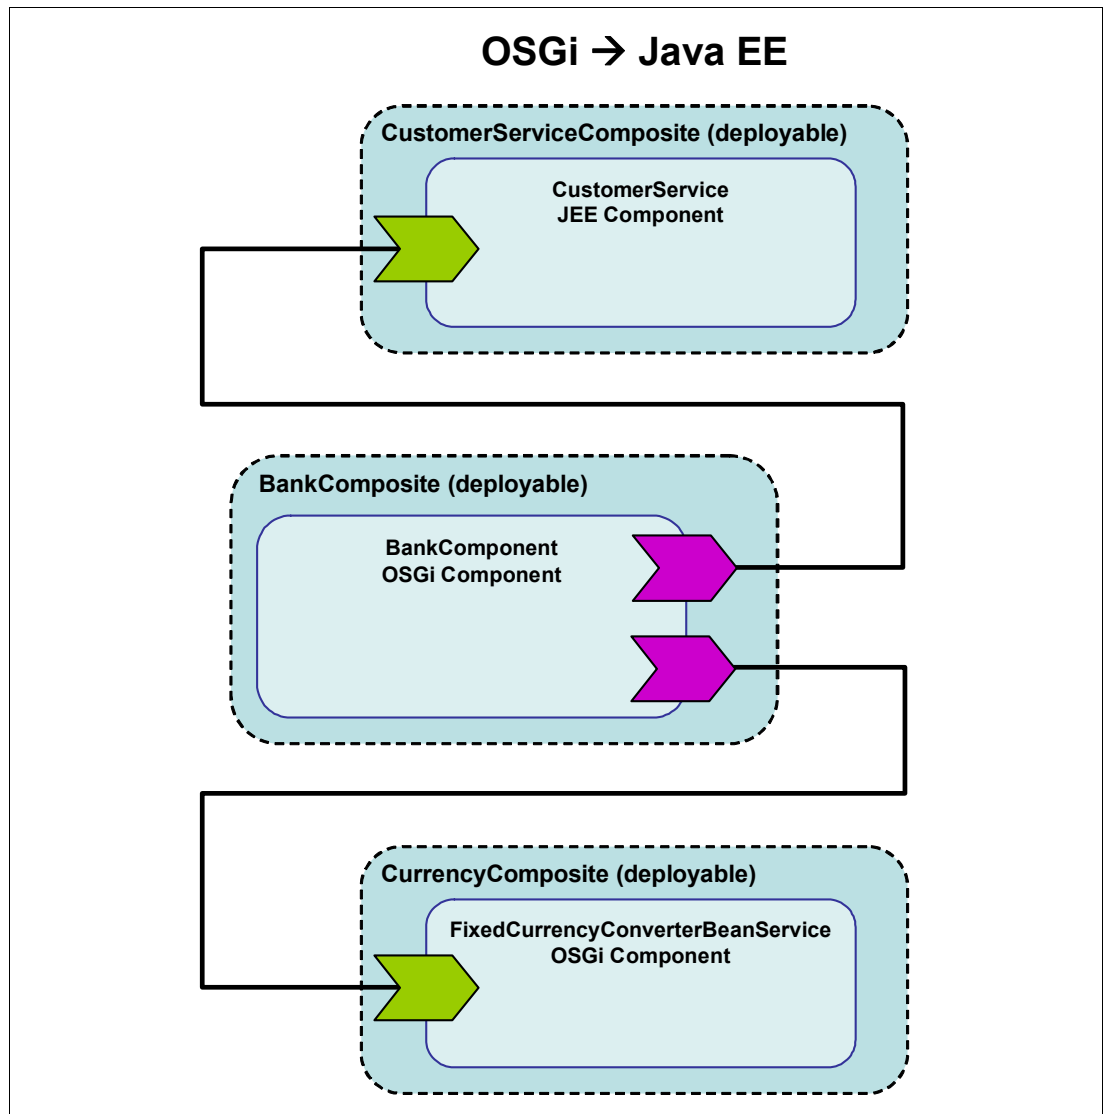 OSGi → Java EE
CustomerServiceComposite (deployable)
CustomerService
JEE Component
BankComposite (deployable)
BankComponent
OSGi Component
CurrencyComposite (deployable)
FixedCurrencyConverterBeanService
OSGi Component